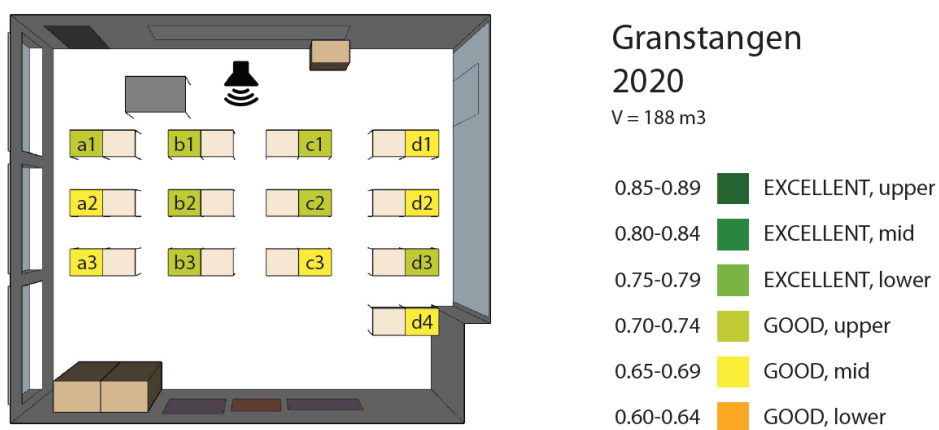 Granstangen
2020
V = 188 m3
a1 b1 c1 d1
a2 b2 c2 d2
a3 b3 c3 d3
d4
0.85-0.89 EXCELLENT, upper
0.80-0.84 EXCELLENT, mid
0.75-0.79 EXCELLENT, lower
0.70-0.74 GOOD, upper
0.65-0.69 GOOD, mid
0.60-0.64 GOOD, lower